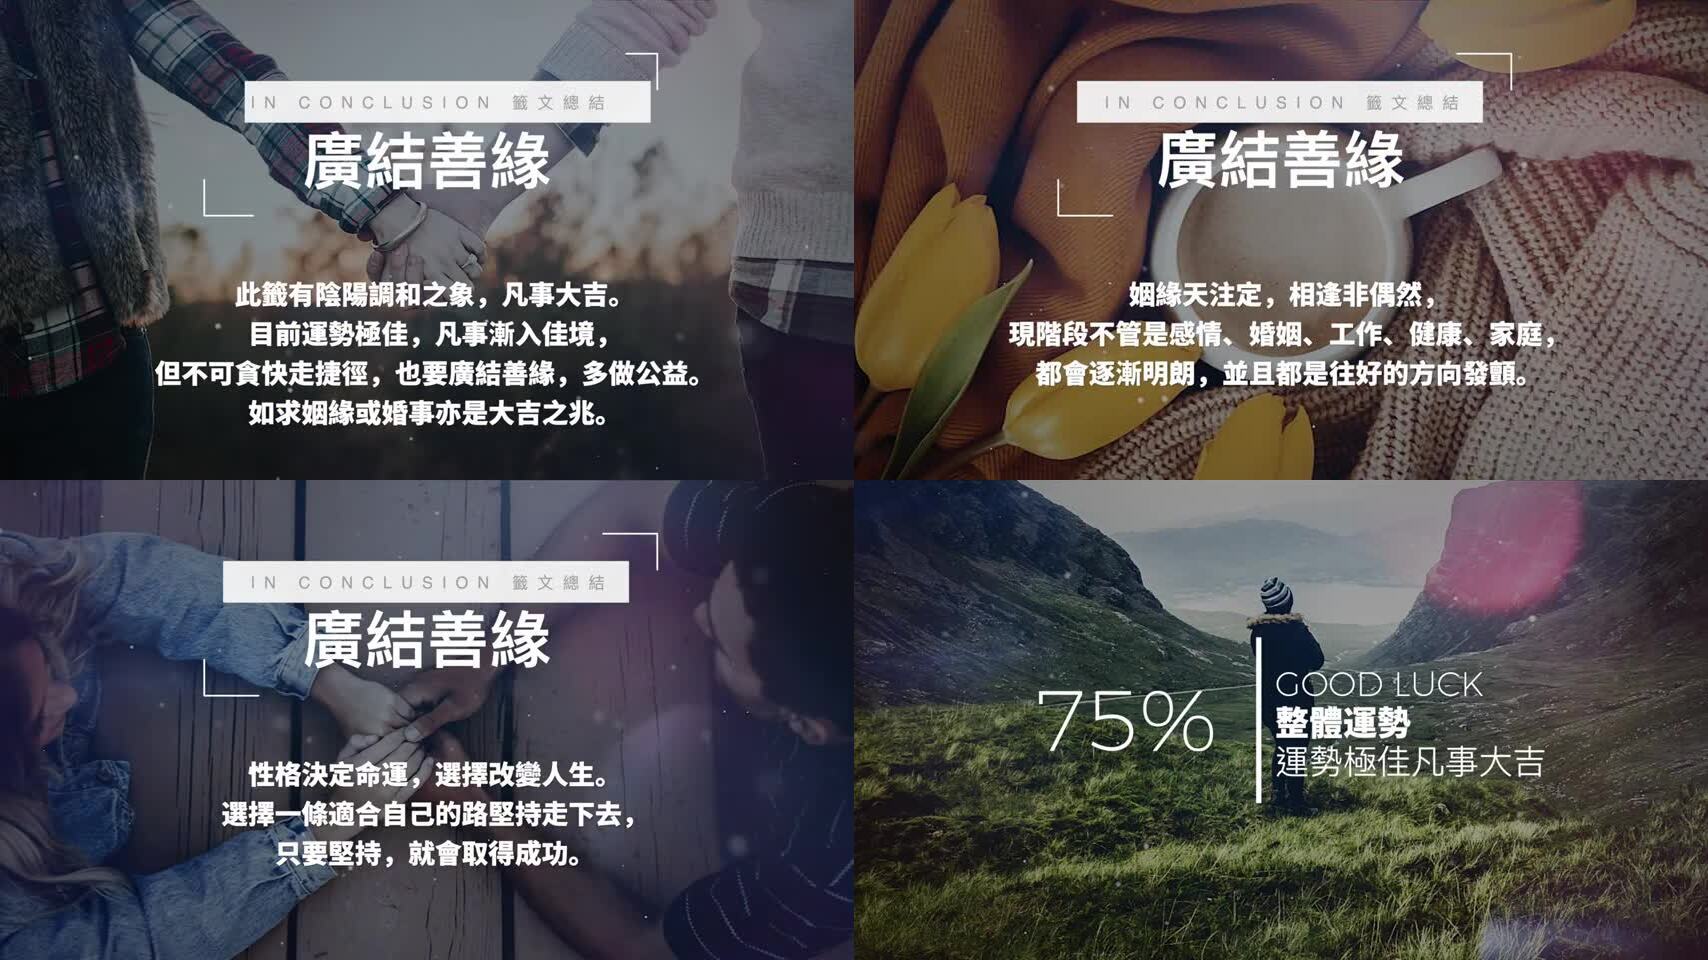 IN CONCLUSION 籤文總結
廣結善緣
此籤有陰陽調和之象，凡事大吉。
目前運勢極佳，凡事漸入佳境，
但不可貪快走捷徑，也要廣結善緣，多做公益。
如求姻緣或婚事亦是大吉之兆。
IN CONCLUSION 籤文總結
廣結善緣
姻緣天注定，相逢非偶然，
現階段不管是感情、婚姻、工作、健康、家庭，
都會逐漸明朗，並且都是往好的方向發顫。
IN CONCLUSION 籤文總結
廣結善緣
性格決定命運，選擇改變人生。
選擇一條適合自己的路堅持走下去，
只要堅持，就會取得成功。
75%
GOOD LUCK
整體運勢
運勢極佳凡事大吉